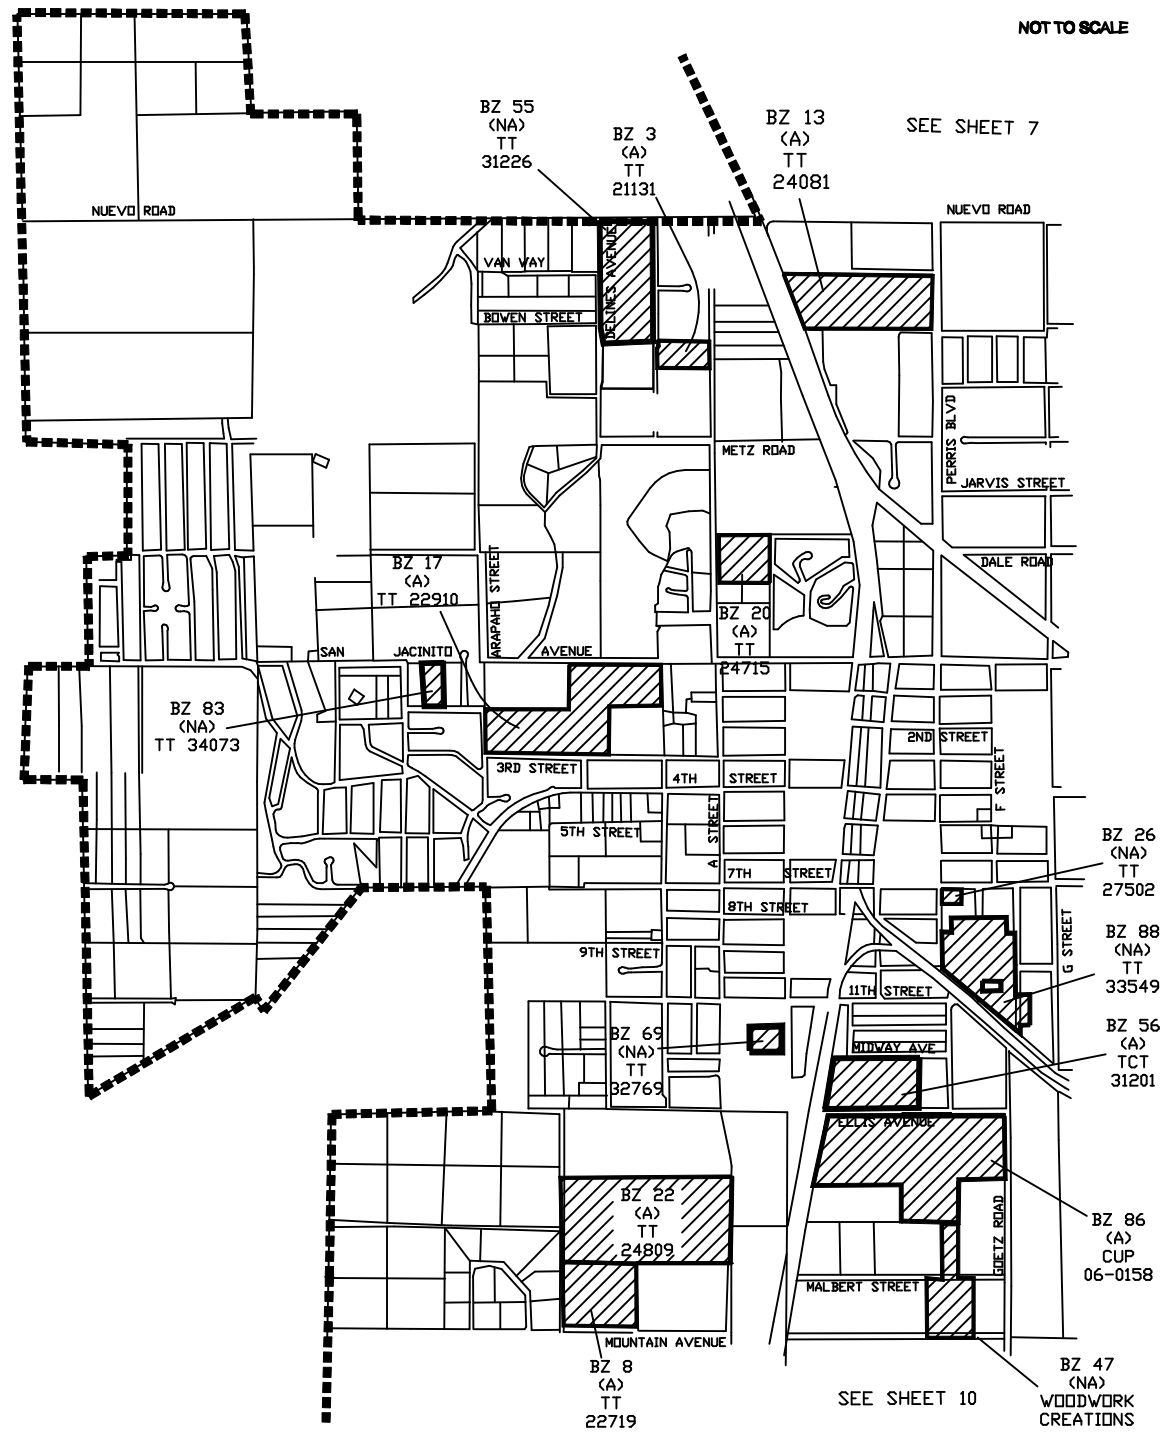 NOT TO SCALE
BZ 55
(NA)
TT
31226
BZ 3
(A)
TT
21131
BZ 13
(A)
TT
24081
SEE SHEET 7
NUEVO ROAD
NUEVO ROAD
DELINES AVENUE
VAN WAY
BOWEN STREET
PERRIS BLVD
METZ ROAD
JARVIS STREET
DALE ROAD
BZ 17
(A)
TT 22910
ARAPAHO STREET
BZ 20
(A)
TT
24715
SAN JACINITO AVENUE
BZ 83
(NA)
TT 34073
2ND STREET
F STREET
3RD STREET
4TH STREET
A STREET
5TH STREET
7TH STREET
BZ 26
(NA)
TT
27502
8TH STREET
G STREET
9TH STREET
BZ 88
(NA)
TT
33549
11TH STREET
BZ 69
(NA)
TT
32769
MIDWAY AVE
BZ 56
(A)
TCT
31201
ELLIS AVENUE
BZ 22
(A)
TT
24809
GOETZ ROAD
BZ 86
(A)
CUP
06-0158
MALBERT STREET
MOUNTAIN AVENUE
BZ 8
(A)
TT
22719
SEE SHEET 10
BZ 47
(NA)
WOODWORK
CREATIONS